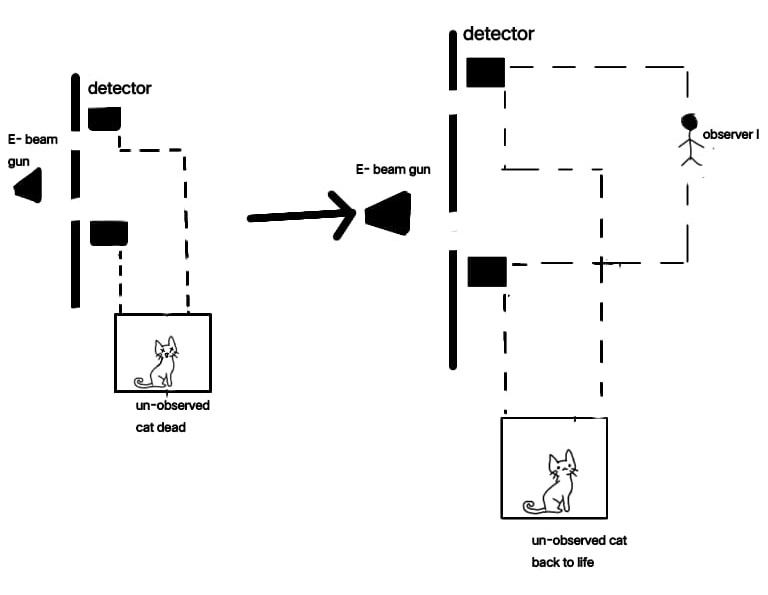 detector
E- beam
gun
un-observed
cat dead
detector
E- beam gun
observer I
un-observed cat
back to life